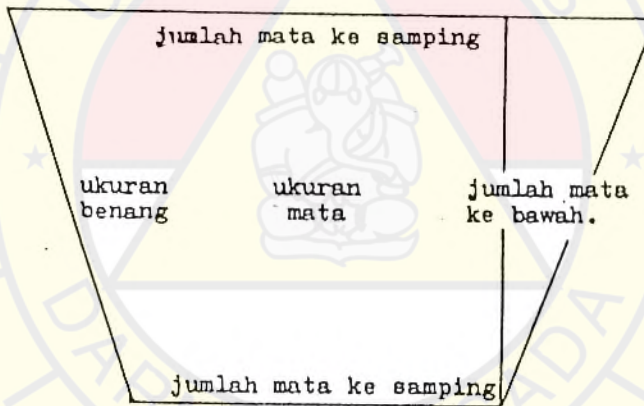 jumlah mata ke samping
ukuran ukuran jumlah mata
benang mata ke bawah.
jumlah mata ke samping